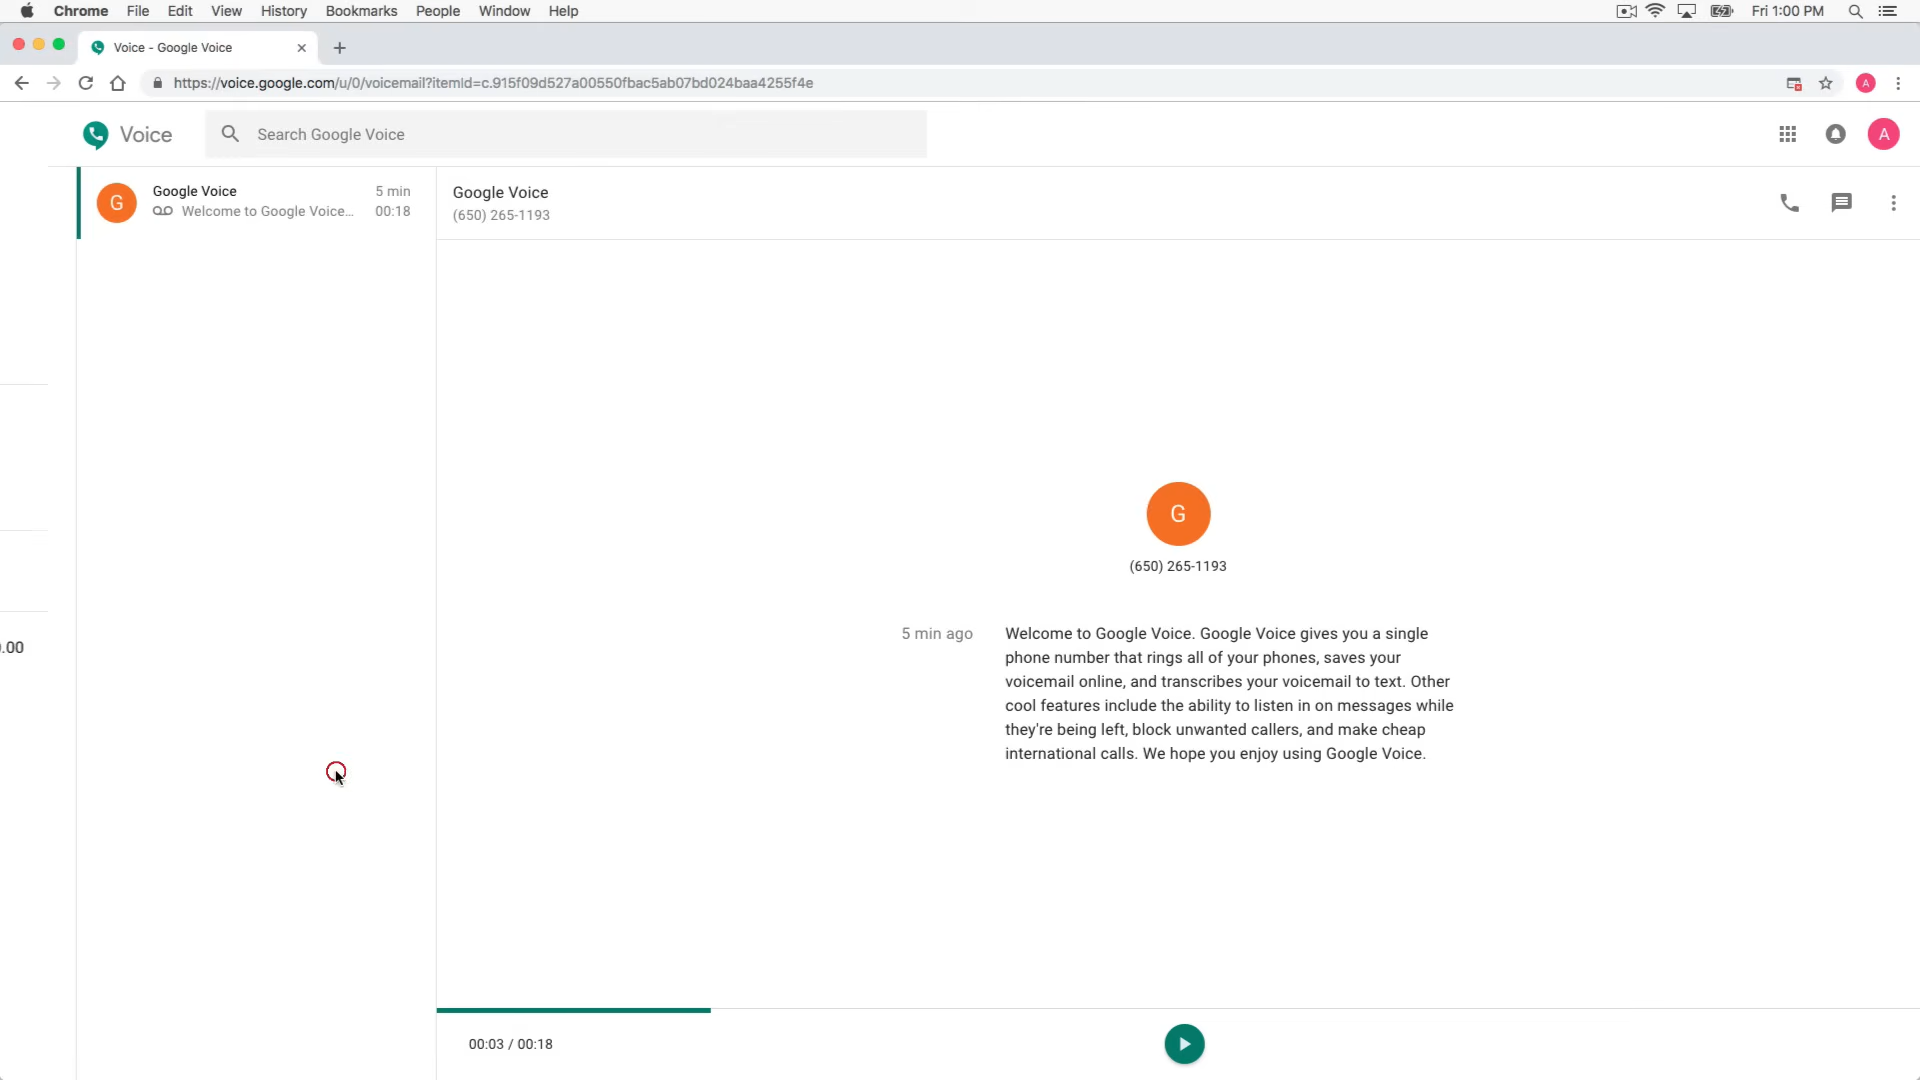 Chrome File Edit View History Bookmarks People Window Help Fri 1:00 PM
Voice - Google Voice
https://voice.google.com/u/0/voicemail?itemId=c.915f09d527a00550fbac5ab07bd024baa4255f4e A
Voice Search Google Voice A
G Google Voice 5 min
Welcome to Google Voice... 00:18
Google Voice
(650) 265-1193
G
(650) 265-1193
5 min ago Welcome to Google Voice. Google Voice gives you a single
phone number that rings all of your phones, saves your
voicemail online, and transcribes your voicemail to text. Other
cool features include the ability to listen in on messages while
they're being left, block unwanted callers, and make cheap
international calls. We hope you enjoy using Google Voice.
.00
00:03 / 00:18